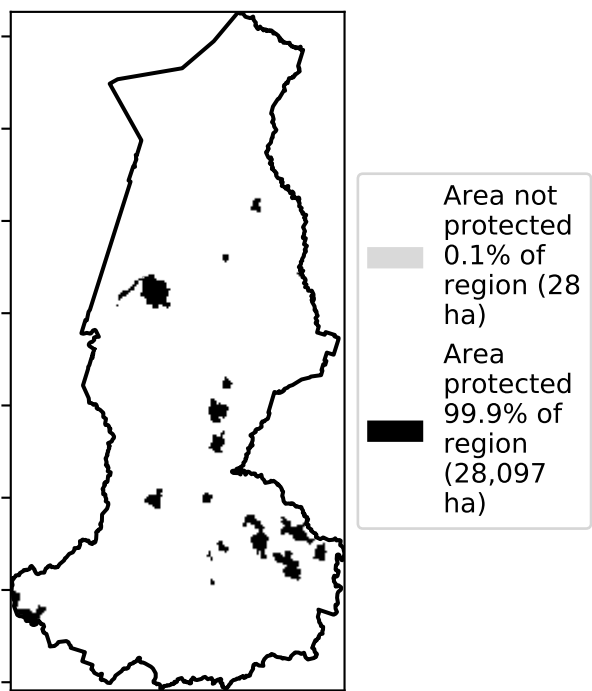 Area not
protected
0.1% of
region (28
ha)
Area
protected
99.9% of
region
(28,097
ha)